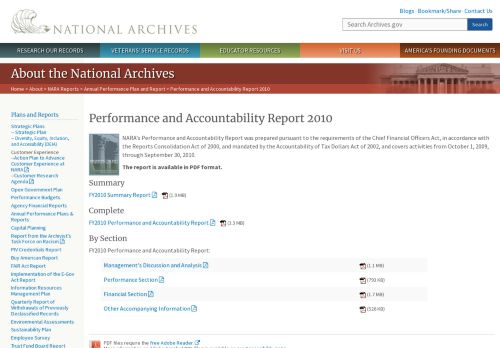 NATIONAL ARCHIVES
Blogs · Bookmark/Share · Contact Us
Search Archives.gov
Search
RESEARCH OUR RECORDS
VETERANS' SERVICE RECORDS
EDUCATOR RESOURCES
VISIT US
AMERICA'S FOUNDING DOCUMENTS
About the National Archives
Home > About > NARA Reports > Annual Performance Plan and Report > Performance and Accountability Report 2010
Plans and Reports
Strategic Plans
– Strategic Plan
– Diversity, Equity, Inclusion,
and Accessibility (DEIA)
Customer Experience
–Action Plan to Advance
Customer Experience at
NARA
–Customer Research
Agenda
Open Government Plan
Performance Budgets
Agency Financial Reports
Annual Performance Plans &
Reports
Capital Planning
Report from the Archivist's
Task Force on Racism
PIV Credentials Report
Buy American Report
FAIR Act Report
Implementation of the E-Gov
Act Report
Information Resources
Management Plan
Quarterly Report of
Withdrawals of Previously
Declassified Records
Environmental Assessments
Sustainability Plan
Employee Survey
Trust Fund Board Report
Performance and Accountability Report 2010
NARA's Performance and Accountability Report was prepared pursuant to the requirements of the Chief Financial Officers Act, in accordance with
the Reports Consolidation Act of 2000, and mandated by the Accountability of Tax Dollars Act of 2002, and covers activities from October 1, 2009,
through September 30, 2010.
The report is available in PDF format.
Summary
FY2010 Summary Report (1.9 MB)
Complete
FY2010 Performance and Accountability Report (3.3 MB)
By Section
FY2010 Performance and Accountability Report:
Management's Discussion and Analysis (1.1 MB)
Performance Section (793 KB)
Financial Section (1.7 MB)
Other Accompanying Information (528 KB)
PDF files require the free Adobe Reader.